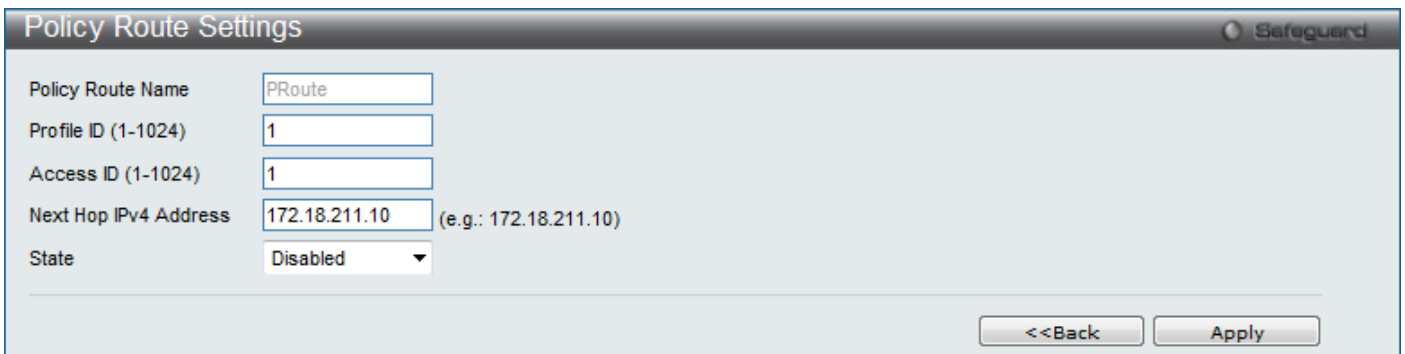 Policy Route Settings Safeguard
Policy Route Name PRoute
Profile ID (1-1024) 1
Access ID (1-1024) 1
Next Hop IPv4 Address 172.18.211.10 (e.g.: 172.18.211.10)
State Disabled
<<Back Apply